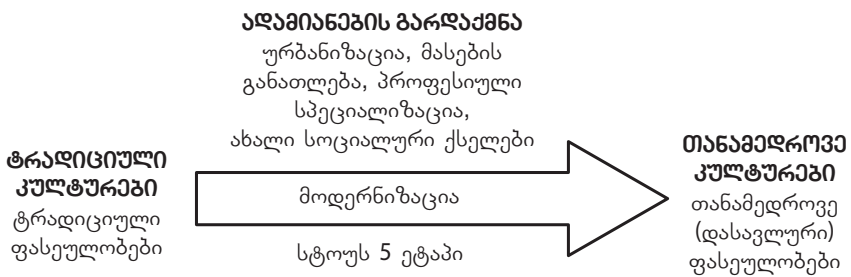 ადამიანების გარდაქმნა
ურბანიზაცია, მასების
განათლება, პროფესიული
სპეციალიზაცია,
ახალი სოციალური ქსელები
ტრადიციული
კულტურები
ტრადიციული
ფასეულობები
მოდერნიზაცია
სტოუს 5 ეტაპი
თანამედროვე
კულტურები
თანამედროვე
(დასავლური)
ფასეულობები